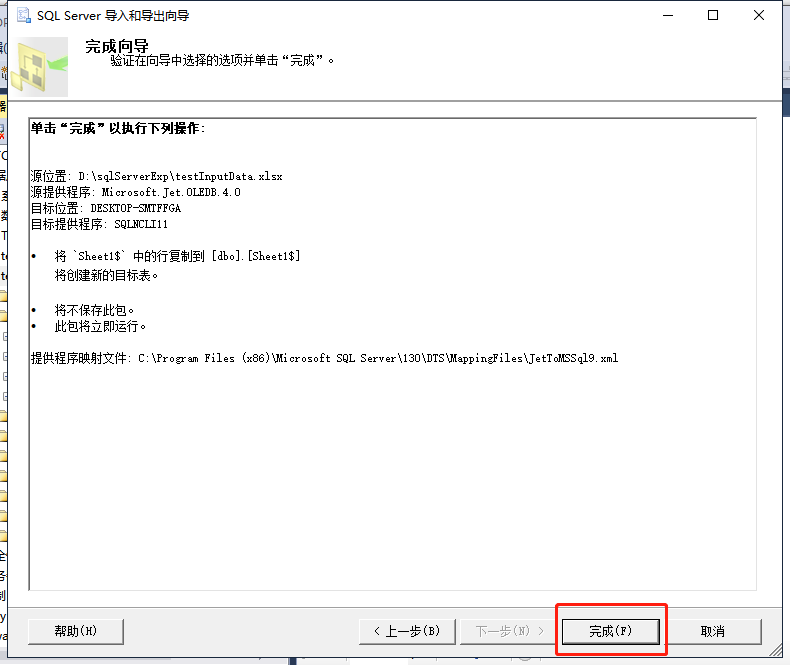 SQL Server 导入和导出向导
完成向导
验证在向导中选择的选项并单击“完成”。
单击“完成”以执行下列操作:
源位置: D:\sqlServerExp\testInputData.xlsx
源提供程序: Microsoft.Jet.OLEDB.4.0
目标位置: DESKTOP-SMTFFGA
目标提供程序: SQLNCLI11
• 将 `Sheet1$` 中的行复制到 [dbo].[Sheet1$]
将创建新的目标表。
• 将不保存此包。
• 此包将立即运行。
提供程序映射文件: C:\Program Files (x86)\Microsoft SQL Server\130\DTS\MappingFiles\JetToMSSql9.xml
帮助(H) < 上一步(B) 下一步(N) > 完成(F) 取消